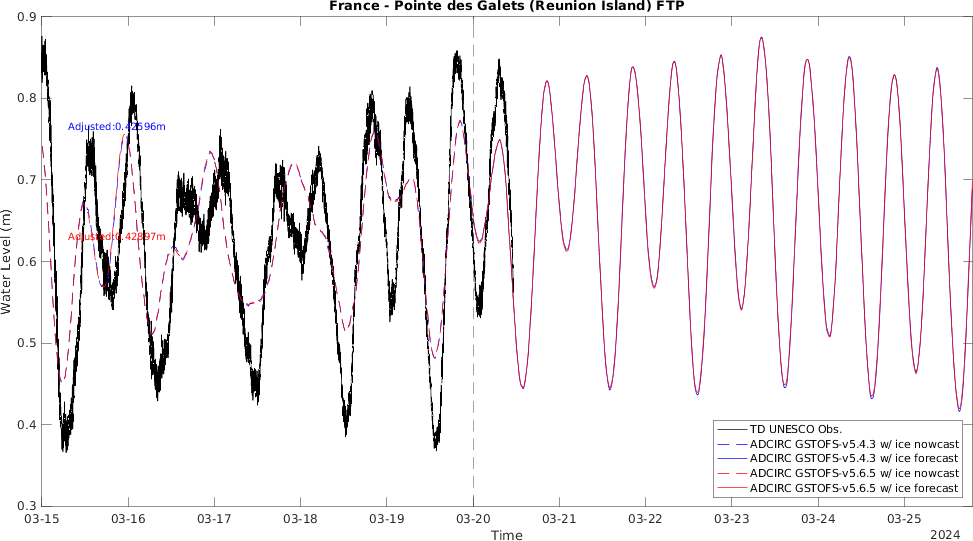 France - Pointe des Galets (Reunion Island) FTP
0.9
0.8
0.7
0.6
0.5
0.4
0.3
Water Level (m)
Adjusted:0.42596m
Adjusted:0.42897m
TD UNESCO Obs.
ADCIRC GSTOFS-v5.4.3 w/ ice nowcast
ADCIRC GSTOFS-v5.4.3 w/ ice forecast
ADCIRC GSTOFS-v5.6.5 w/ ice nowcast
ADCIRC GSTOFS-v5.6.5 w/ ice forecast
03-15 03-16 03-17 03-18 03-19 03-20 03-21 03-22 03-23 03-24 03-25
Time
2024